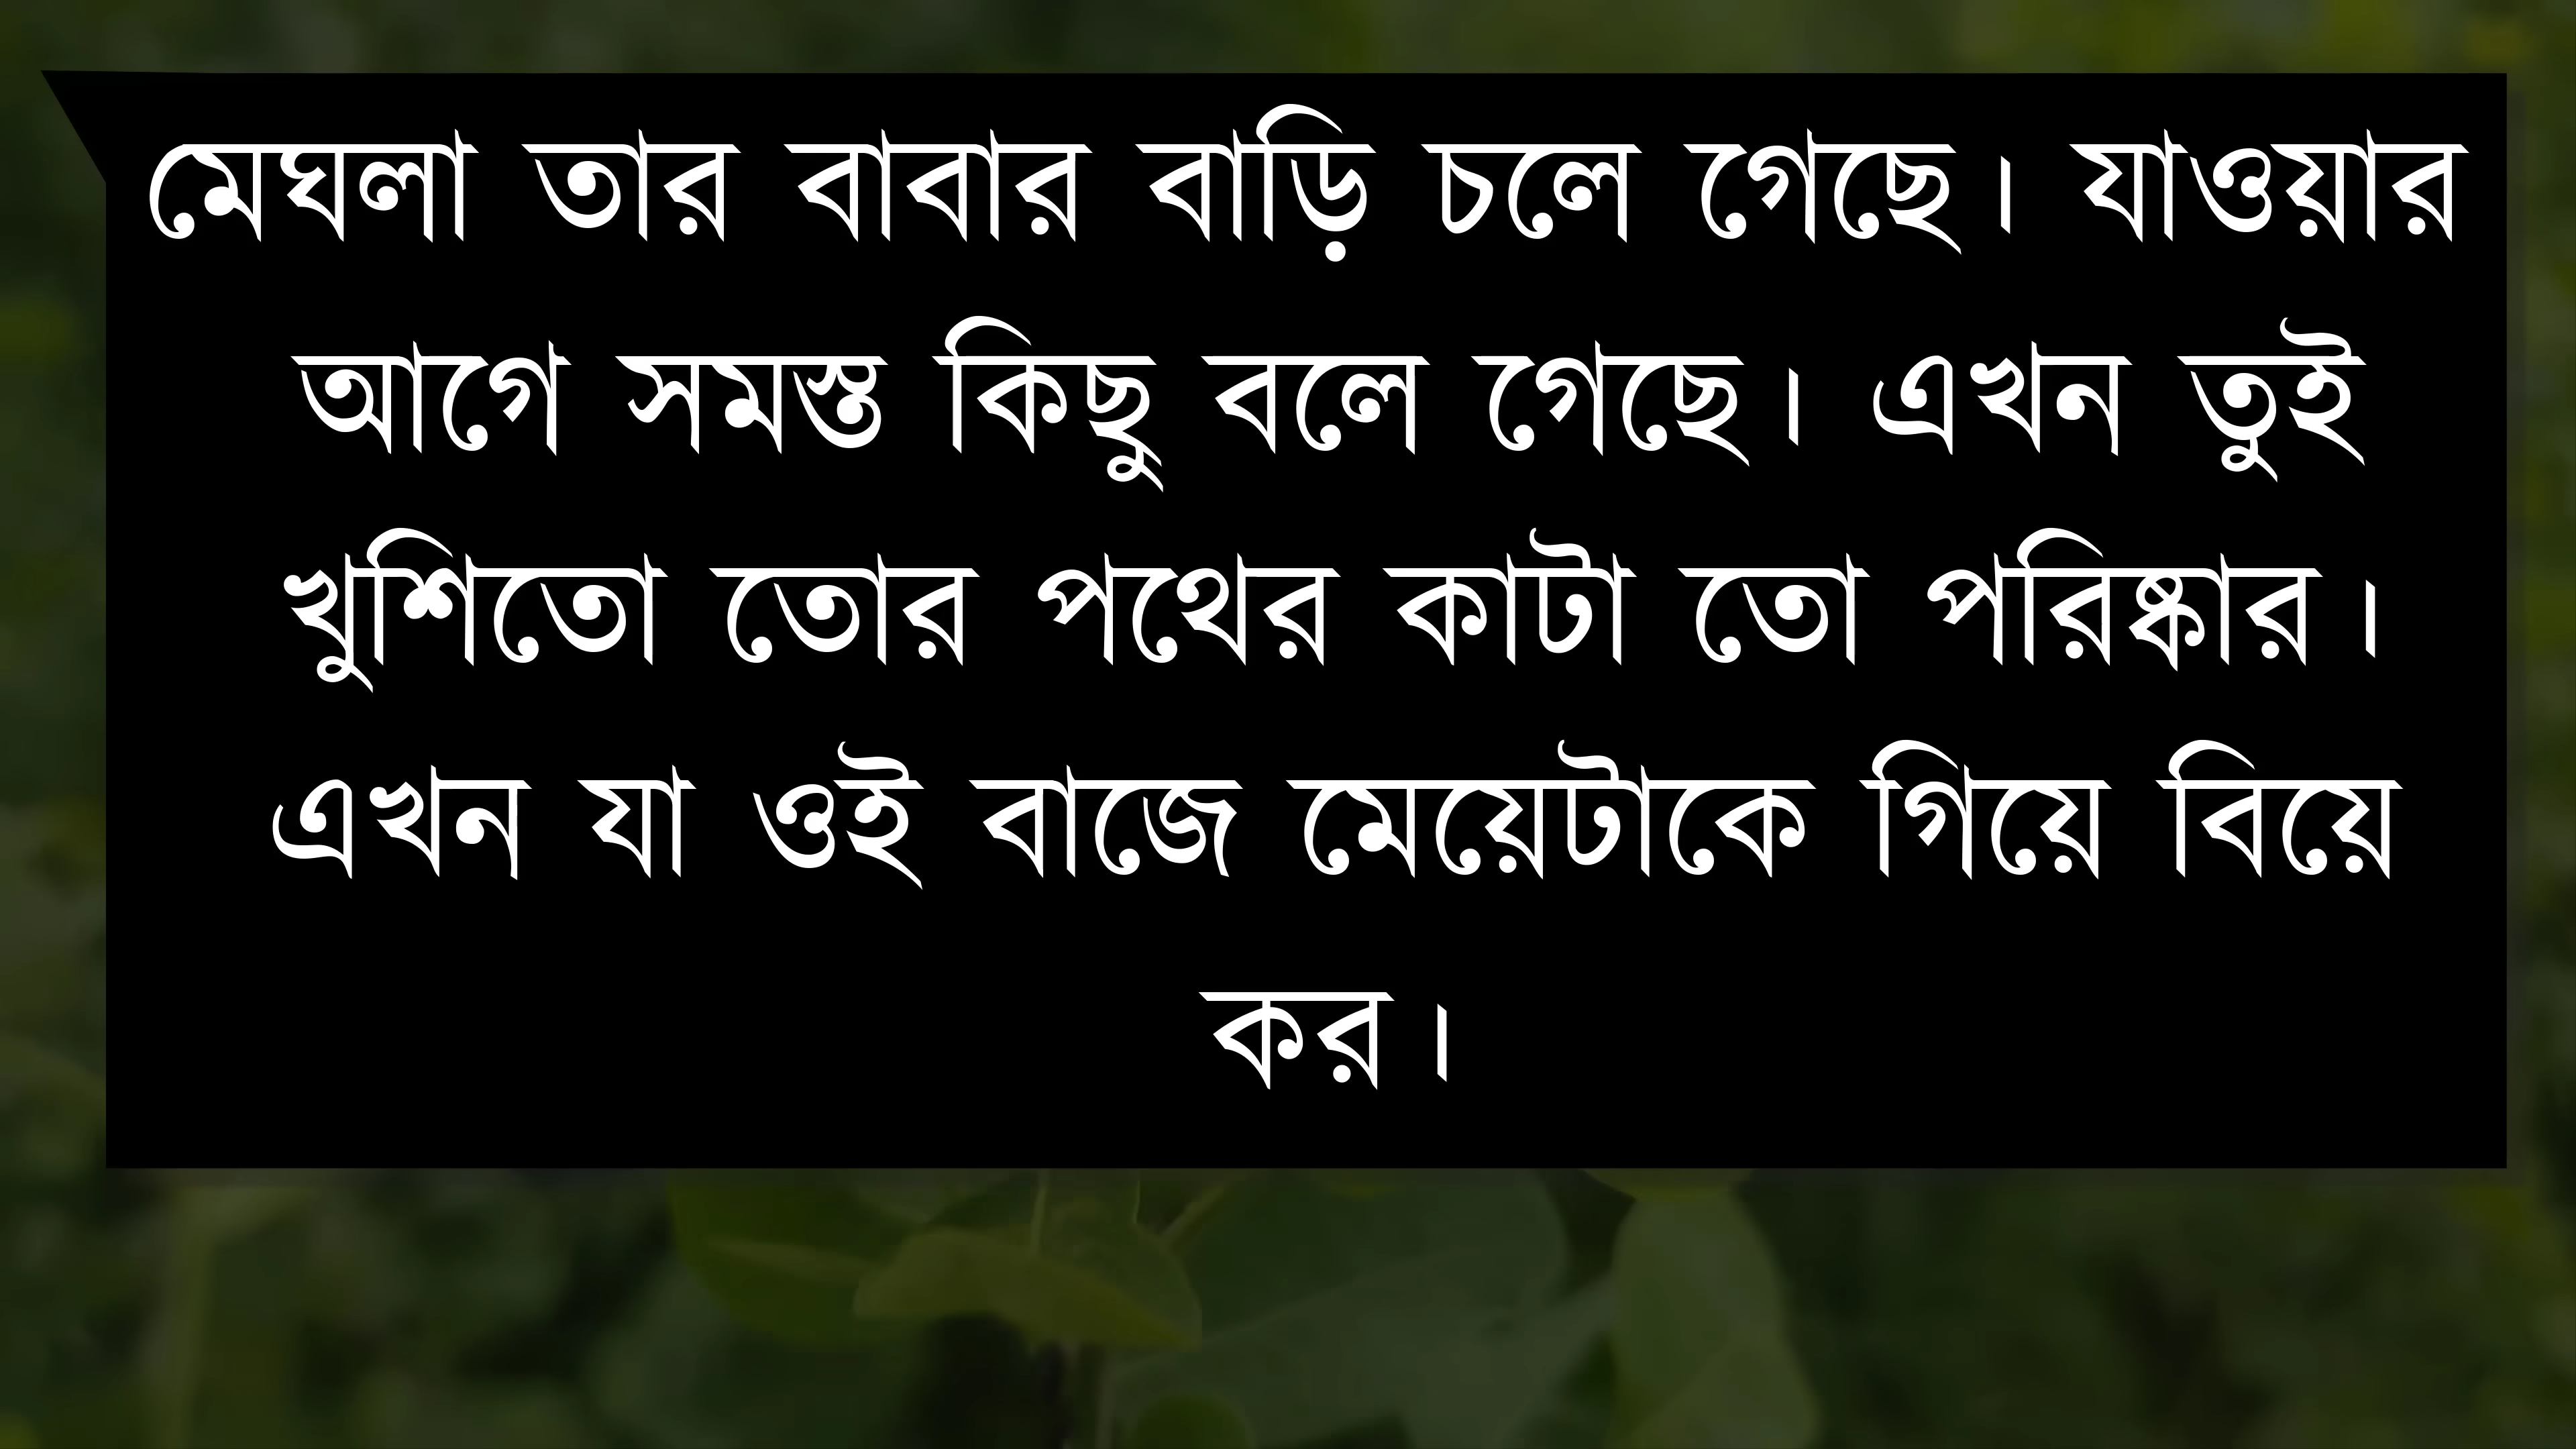 মেঘলা তার বাবার বাড়ি চলে গেছে। যাওয়ার
আগে সমস্ত কিছু বলে গেছে। এখন তুই
খুশিতো তোর পথের কাটা তো পরিষ্কার।
এখন যা ওই বাজে মেয়েটাকে গিয়ে বিয়ে
কর।